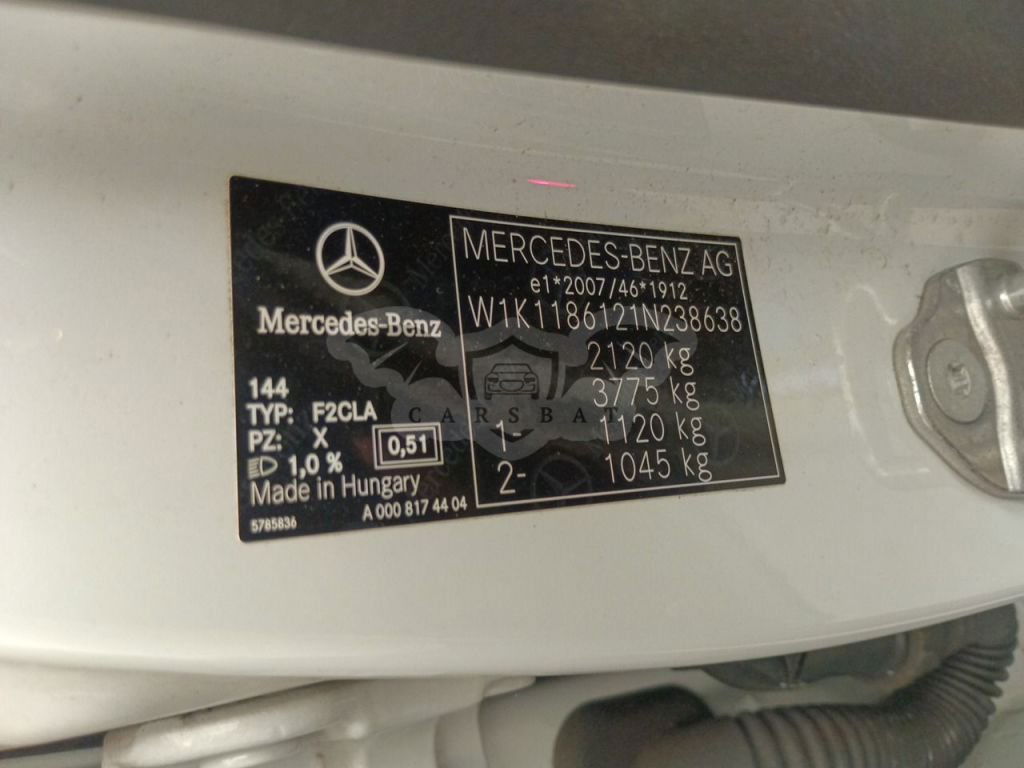 Mercedes-Benz
144
TYP: F2CLA
PZ: X
1,0 %
0,51
Made in Hungary
5785836
A 000 817 44 04
MERCEDES-BENZ AG
e1*2007/46*1912
W1K1186121N238638
2120 kg
3775 kg
1- 1120 kg
2- 1045 kg
CARSBAT